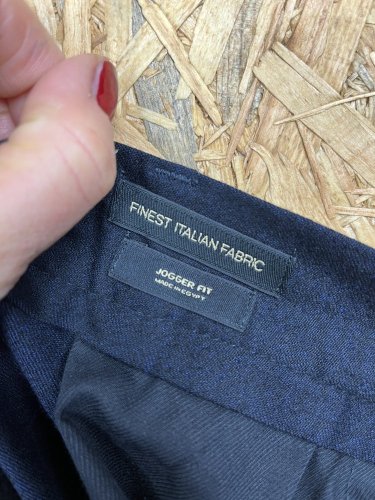 FINEST ITALIAN FABRIC
JOGGER FIT
MADE IN EGYPT